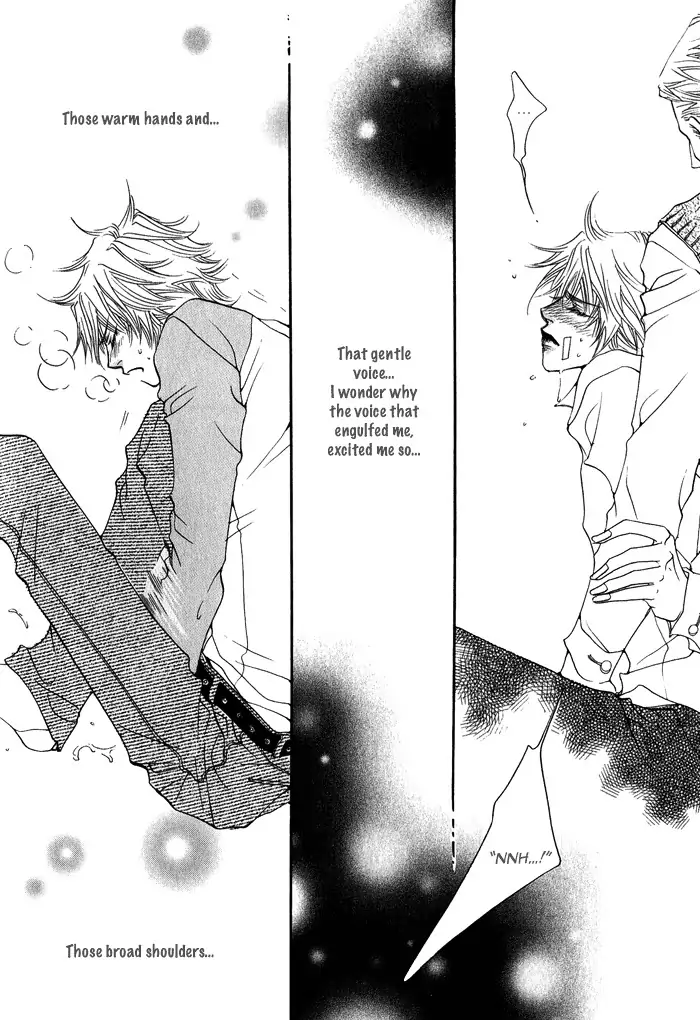 Those warm hands and...
That gentle
voice...
I wonder why
the voice that
engulfed me,
excited me so...
...
"NNH...!"
Those broad shoulders...